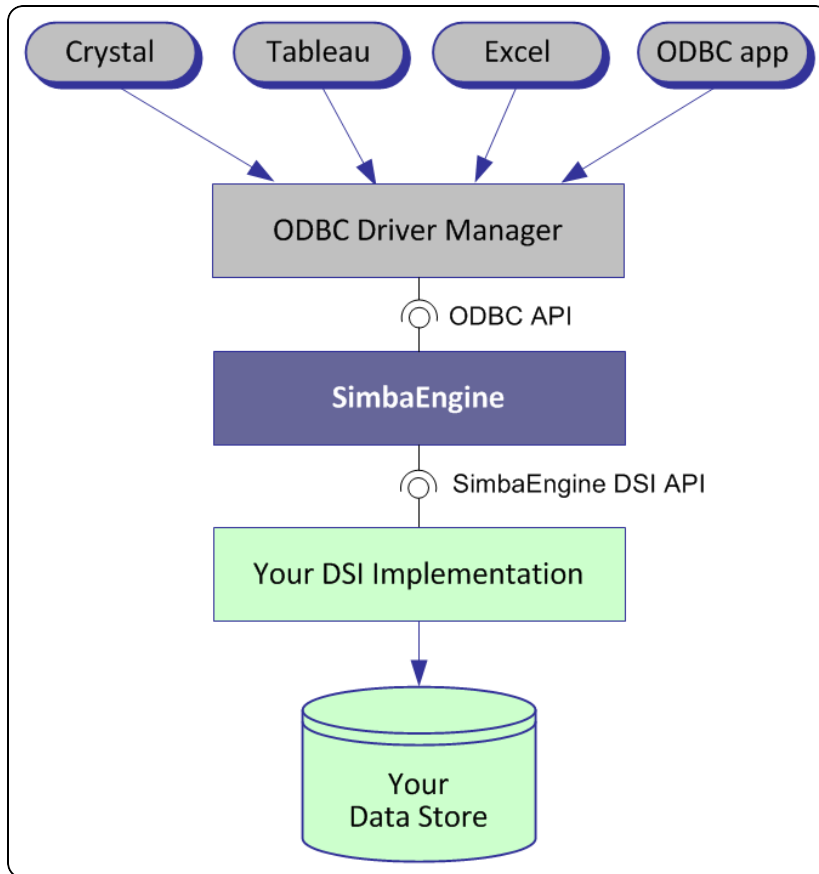 Crystal
Tableau
Excel
ODBC app
ODBC Driver Manager
ODBC API
SimbaEngine
SimbaEngine DSI API
Your DSI Implementation
Your
Data Store